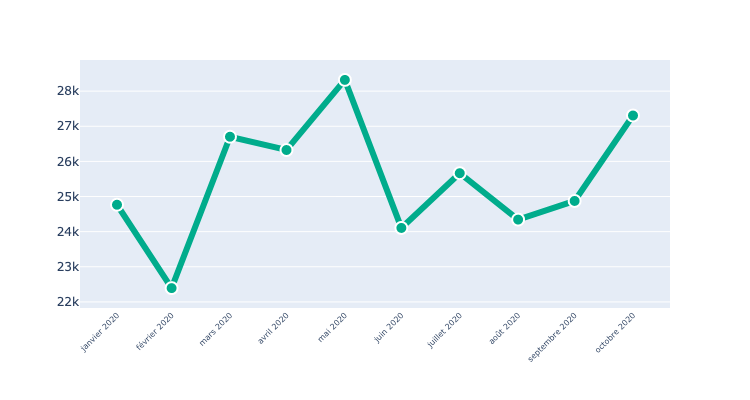 28k
27k
26k
25k
24k
23k
22k
janvier 2020
février 2020
mars 2020
avril 2020
mai 2020
juin 2020
juillet 2020
août 2020
septembre 2020
octobre 2020